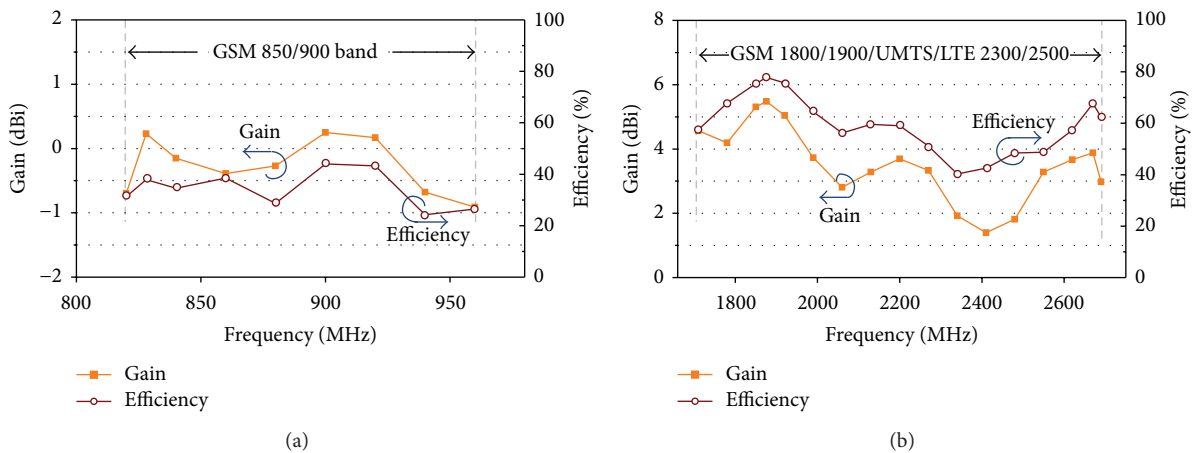 2
1
0
−1
−2
Gain (dBi)
GSM 850/900 band
Gain
Efficiency
100
80
60
40
20
0
Efficiency (%)
800
850
900
950
Frequency (MHz)
Gain
Efficiency
(a)
8
6
4
2
0
Gain (dBi)
GSM 1800/1900/UMTS/LTE 2300/2500
Efficiency
Gain
100
80
60
40
20
0
Efficiency (%)
1800
2000
2200
2400
2600
Frequency (MHz)
Gain
Efficiency
(b)